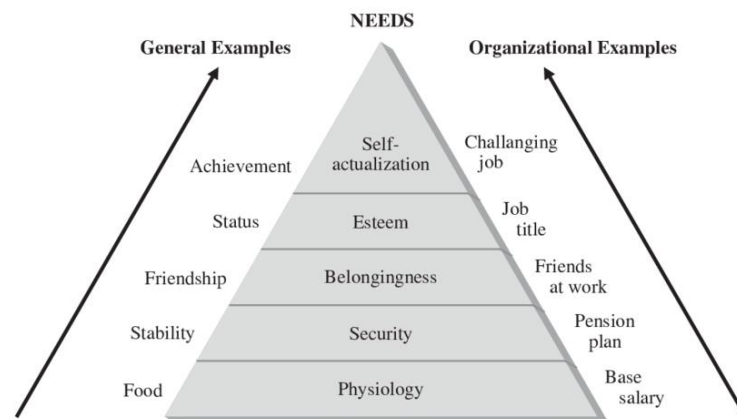 NEEDS
General Examples
Organizational Examples
Achievement
Self-
actualization
Challanging
job
Status
Esteem
Job
title
Friendship
Belongingness
Friends
at work
Stability
Security
Pension
plan
Food
Physiology
Base
salary